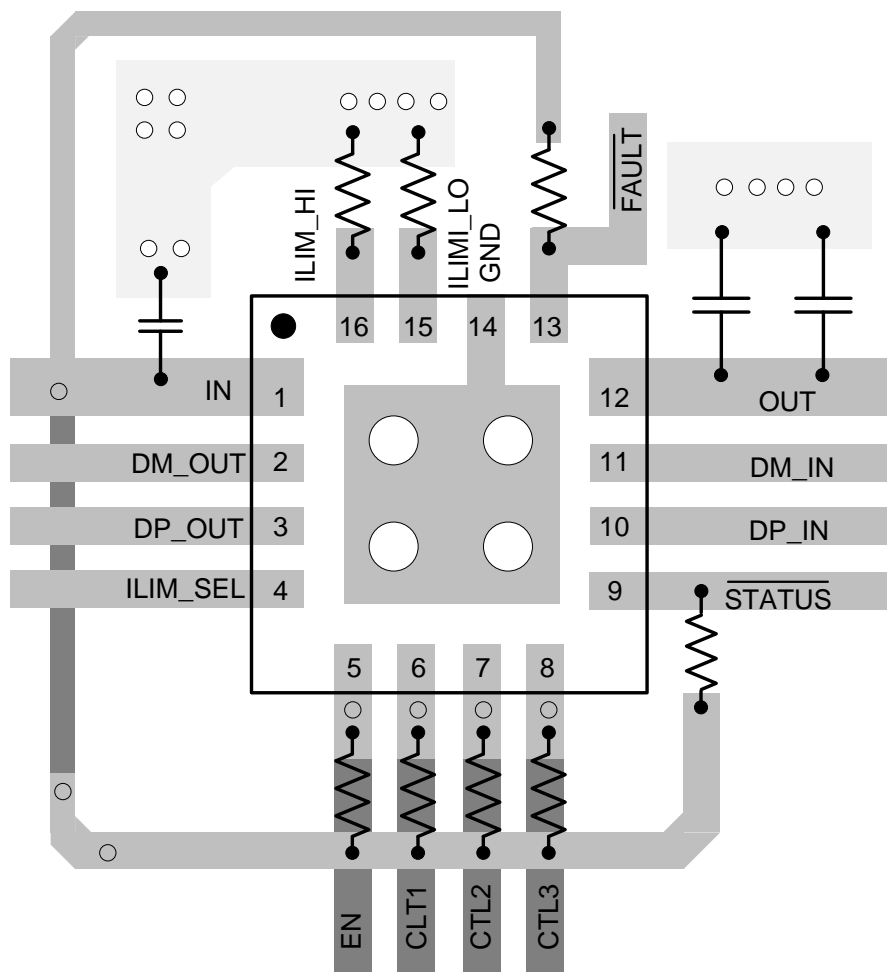 FAULT
ILIM_HI
ILIMI_LO
GND
16 15 14 13
IN 1
12 OUT
DM_OUT 2
11 DM_IN
DP_OUT 3
10 DP_IN
ILIM_SEL 4
9 STATUS
5 6 7 8
EN
CLT1
CTL2
CTL3